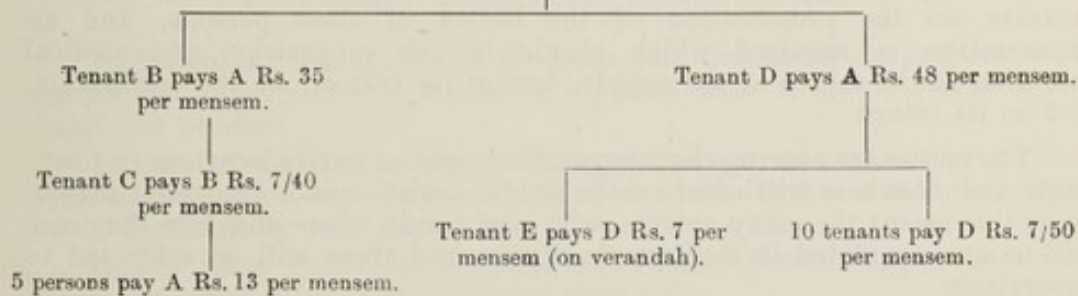 Tenant B pays A Rs. 35
per mensem.
Tenant D pays A Rs. 48 per mensem.
Tenant C pays B Rs. 7/40
per mensem.
Tenant E pays D Rs. 7 per
mensem (on verandah).
10 tenants pay D Rs. 7/50
per mensem.
5 persons pay A Rs. 13 per mensem.